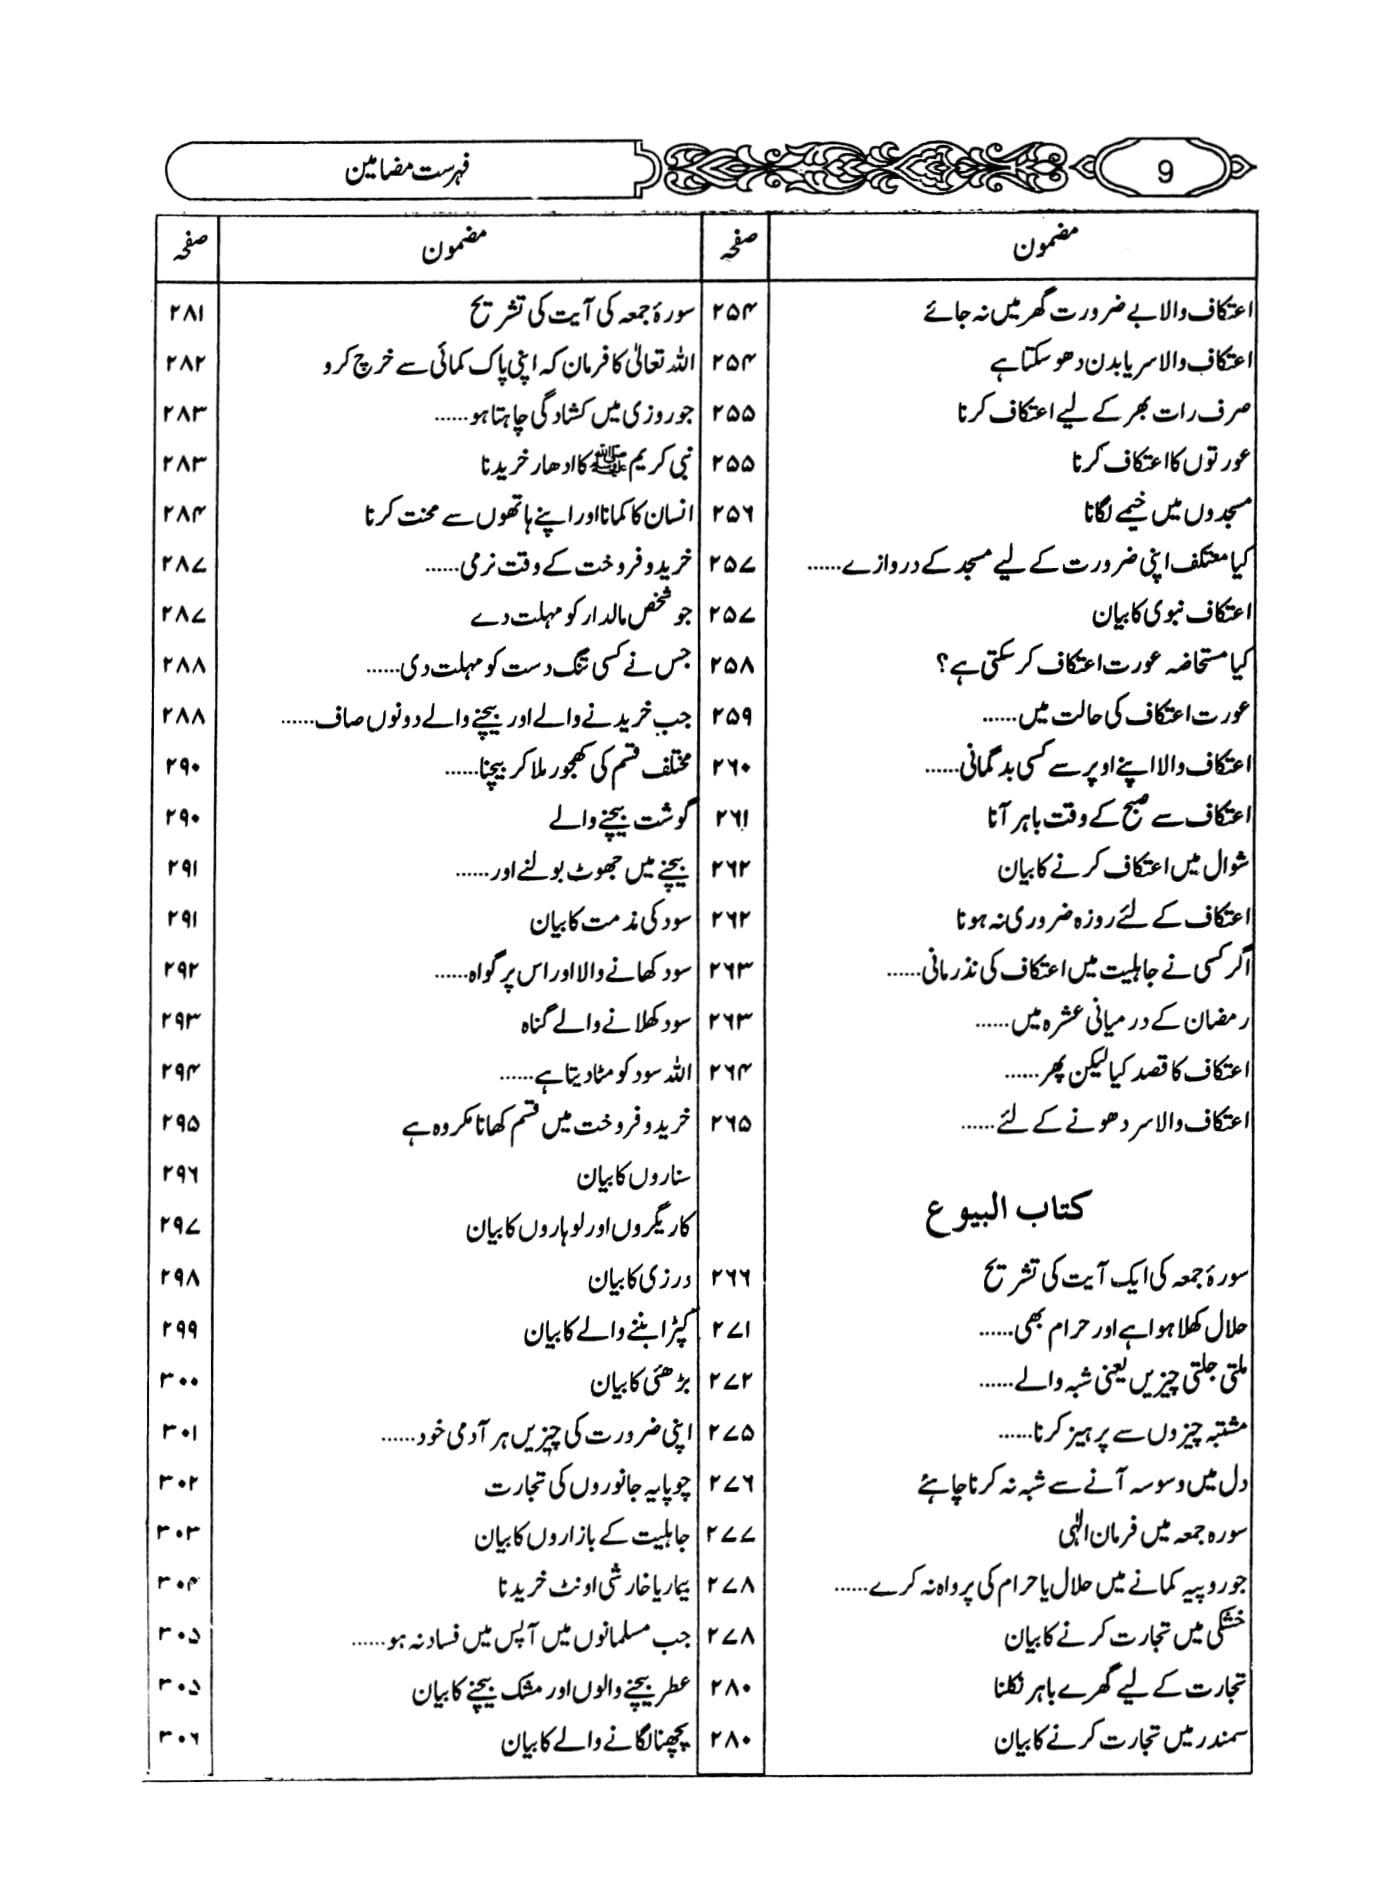 فہرست مضامین
9
مضمون صفحہ
اعتکاف والا بے ضرورت گھر میں نہ جائے ۲۵۴
اعتکاف والا سر یا بدن دھو سکتا ہے ۲۵۴
صرف رات بھر کے لیے اعتکاف کرنا ۲۵۵
عورتوں کا اعتکاف کرنا ۲۵۵
مسجدوں میں خیمے لگانا ۲۵۶
کیا معتکف اپنی ضرورت کے لیے مسجد کے دروازے...... ۲۵۷
اعتکاف نبوی کا بیان ۲۵۷
کیا مستحاضہ عورت اعتکاف کر سکتی ہے؟ ۲۵۸
عورت اعتکاف کی حالت میں...... ۲۵۹
اعتکاف والا اپنے اوپر سے کسی بدگمانی...... ۲۶۰
اعتکاف سے صبح کے وقت باہر آنا ۲۶۱
شوال میں اعتکاف کرنے کا بیان ۲۶۲
اعتکاف کے لئے روزہ ضروری نہ ہونا ۲۶۲
اگر کسی نے جاہلیت میں اعتکاف کی نذر مانی...... ۲۶۳
رمضان کے درمیانی عشرہ میں...... ۲۶۳
اعتکاف کا قصد کیا لیکن پھر...... ۲۶۴
اعتکاف والا سر دھونے کے لئے...... ۲۶۵
کتاب البیوع
سورۂ جمعہ کی ایک آیت کی تشریح ۲۶۶
حلال کھلا ہوا ہے اور حرام بھی...... ۲۷۱
ملتی جلتی چیزیں یعنی شبہ والے...... ۲۷۲
مشتبہ چیزوں سے پرہیز کرنا...... ۲۷۵
دل میں وسوسہ آنے سے شبہ نہ کرنا چاہئے ۲۷۶
سورہ جمعہ میں فرمان الٰہی ۲۷۷
جو روپیہ کمانے میں حلال یا حرام کی پرواہ نہ کرے...... ۲۷۸
خشکی میں تجارت کرنے کا بیان ۲۷۸
تجارت کے لیے گھر سے باہر نکلنا ۲۸۰
سمندر میں تجارت کرنے کا بیان ۲۸۰
مضمون صفحہ
سورۂ جمعہ کی آیت کی تشریح ۲۸۱
اللہ تعالیٰ کا فرمان کہ اپنی پاک کمائی سے خرچ کرو ۲۸۲
جو روزی میں کشادگی چاہتا ہو...... ۲۸۳
نبی کریم ﷺ کا ادھار خریدنا ۲۸۳
انسان کا کمانا اور اپنے ہاتھوں سے محنت کرنا ۲۸۴
خرید و فروخت کے وقت نرمی...... ۲۸۷
جو شخص مالدار کو مہلت دے ۲۸۷
جس نے کسی تنگ دست کو مہلت دی...... ۲۸۸
جب خریدنے والے اور بیچنے والے دونوں صاف...... ۲۸۸
مختلف قسم کی کھجور ملا کر بیچنا...... ۲۹۰
گوشت بیچنے والے ۲۹۰
بیچنے میں جھوٹ بولنے اور...... ۲۹۱
سود کی مذمت کا بیان ۲۹۱
سود کھانے والا اور اس پر گواہ...... ۲۹۲
سود کھلانے والے گناہ ۲۹۳
اللہ سود کو مٹا دیتا ہے...... ۲۹۴
خرید و فروخت میں قسم کھانا مکروہ ہے ۲۹۵
سناروں کا بیان ۲۹۶
کاریگروں اور لوہاروں کا بیان ۲۹۷
درزی کا بیان ۲۹۸
کپڑا بننے والے کا بیان ۲۹۹
بڑھئی کا بیان ۳۰۰
اپنی ضرورت کی چیزیں ہر آدمی خود...... ۳۰۱
چوپایہ جانوروں کی تجارت ۳۰۲
جاہلیت کے بازاروں کا بیان ۳۰۳
بیمار یا خارشی اونٹ خریدنا ۳۰۴
جب مسلمانوں میں آپس میں فساد نہ ہو...... ۳۰۵
عطر بیچنے والوں اور مشک بیچنے کا بیان ۳۰۵
پچھنا لگانے والے کا بیان ۳۰۶